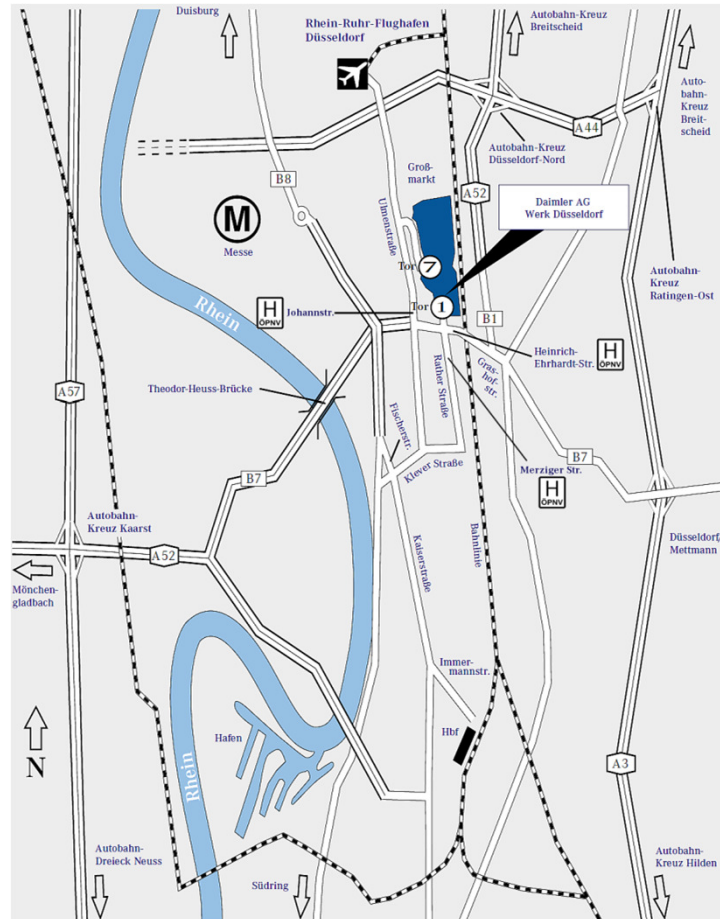 Duisburg
Rhein-Ruhr-Flughafen
Düsseldorf
Autobahn-Kreuz
Breitscheid
Auto-
bahn-
Kreuz
Breit-
scheid
A44
Autobahn-Kreuz
Düsseldorf-Nord
Groß-
markt
B8
A52
Daimler AG
Werk Düsseldorf
M
Messe
Ulmenstraße
Tor 7
Autobahn-
Kreuz
Ratingen-Ost
Rhein
H
ÖPNV
Johannstr.
Tor 1
B1
Heinrich-
Ehrhardt-Str.
H
ÖPNV
Rather Straße
Gras-
hof-
str.
A57
Theodor-Heuss-Brücke
Fischerstr.
Klever Straße
Merziger Str.
H
ÖPNV
B7
B7
Autobahn-
Kreuz Kaarst
A52
Kaiserstraße
Bahnlinie
Düsseldorf/
Mettmann
Mönchen-
gladbach
Immer-
mannstr.
N
Hafen
Hbf
Rhein
A3
Autobahn-
Dreieck Neuss
Südring
Autobahn-
Kreuz Hilden